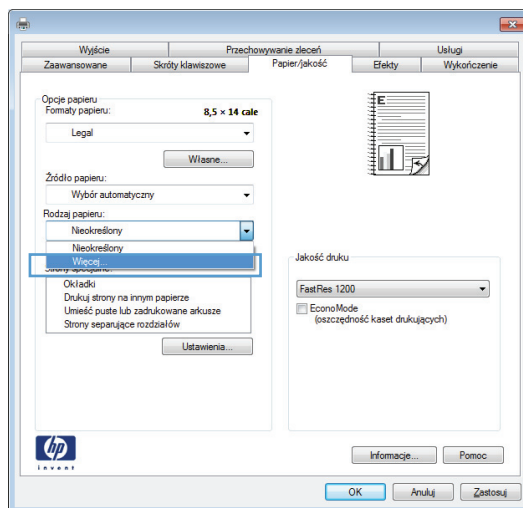 Wyjście Przechowywanie zleceń Usługi
Zaawansowane Skróty klawiszowe Papier/jakość Efekty Wykończenie
Opcje papieru
Formaty papieru: 8,5 × 14 cale
Legal
Własne...
Źródło papieru:
Wybór automatyczny
Rodzaj papieru:
Nieokreślony
Nieokreślony
Więcej...
Strony specjalne:
Okładki
Drukuj strony na innym papierze
Umieść puste lub zadrukowane arkusze
Strony separujące rozdziałów
Ustawienia...
E
Jakość druku
FastRes 1200
EconoMode
(oszczędność kaset drukujących)
hp
invent
Informacje... Pomoc
OK Anuluj Zastosuj